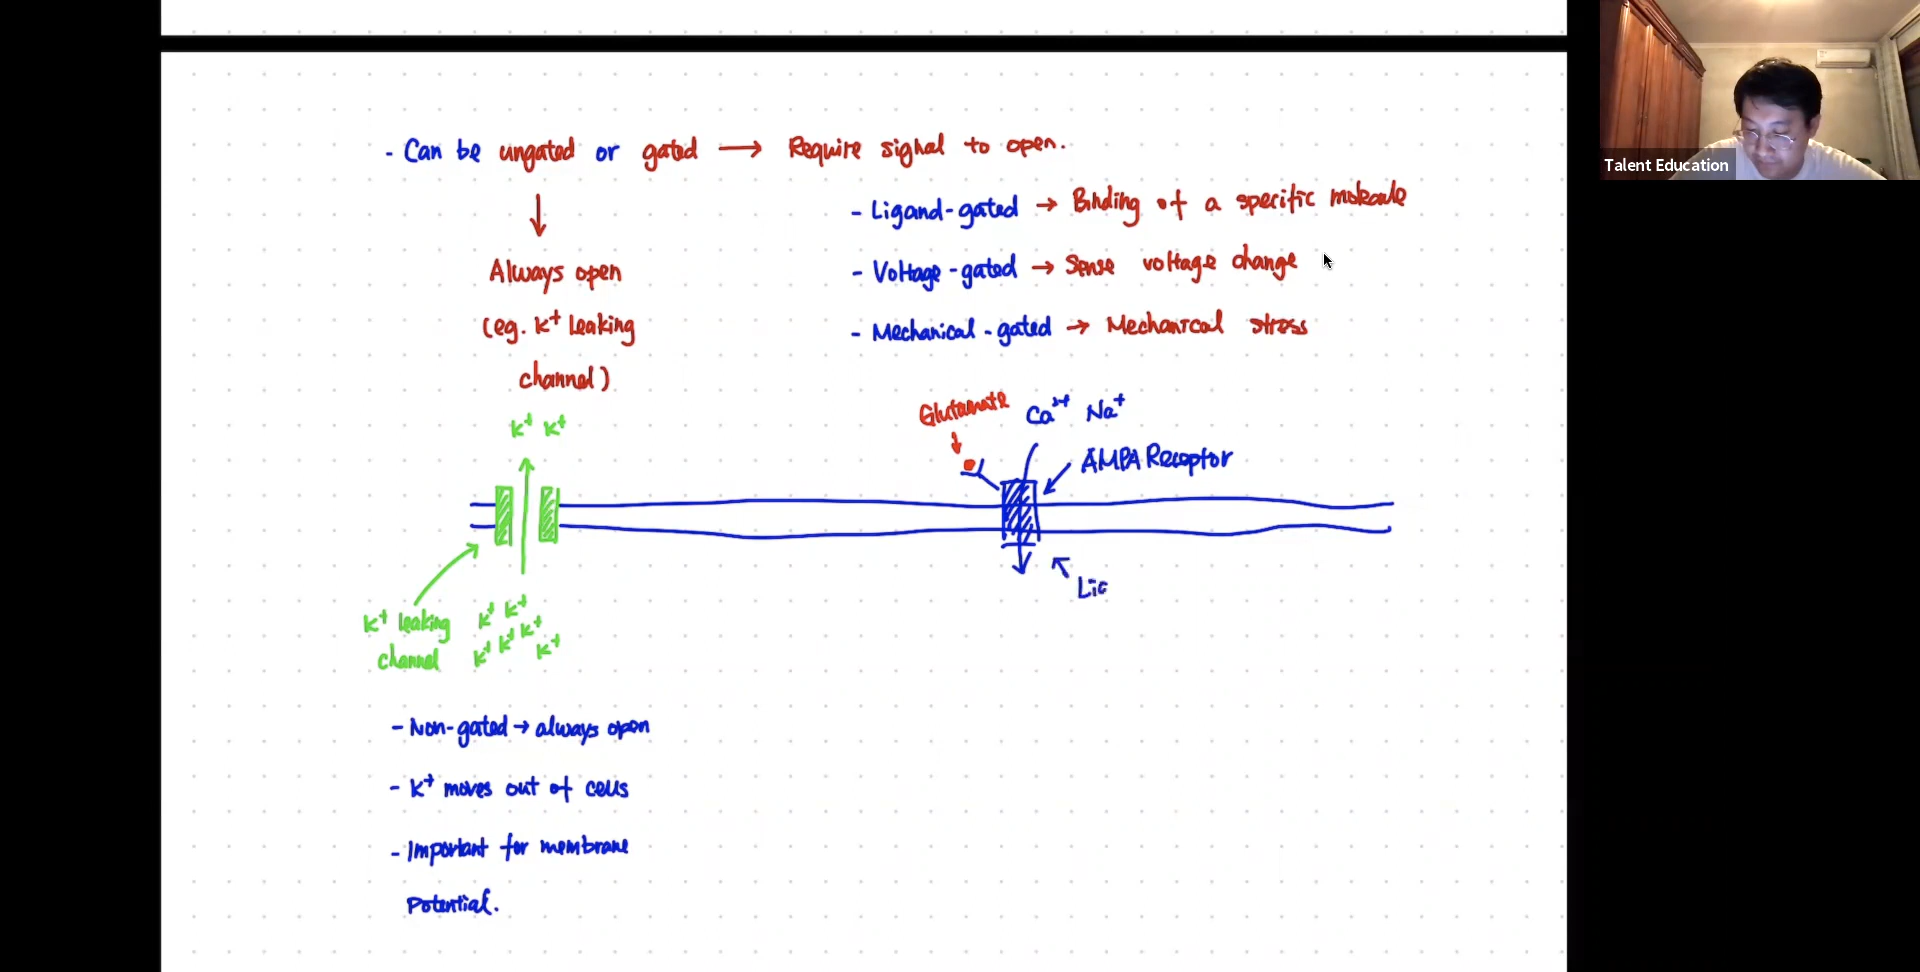 - Can be ungated or gated → Require signal to open.
- Ligand-gated → Binding of a specific molecule
- Voltage-gated → Sense voltage change
- Mechanical-gated → Mechanical stress
Always open
(eg. K⁺ leaking
channel)
K⁺ K⁺
Glutamate
Ca²⁺ Na⁺
AMPA Receptor
Lic
K⁺ leaking
channel
K⁺ K⁺
K⁺ K⁺ K⁺ K⁺
- Non-gated → always open
- K⁺ moves out of cells
- Important for membrane
potential.
Talent Education